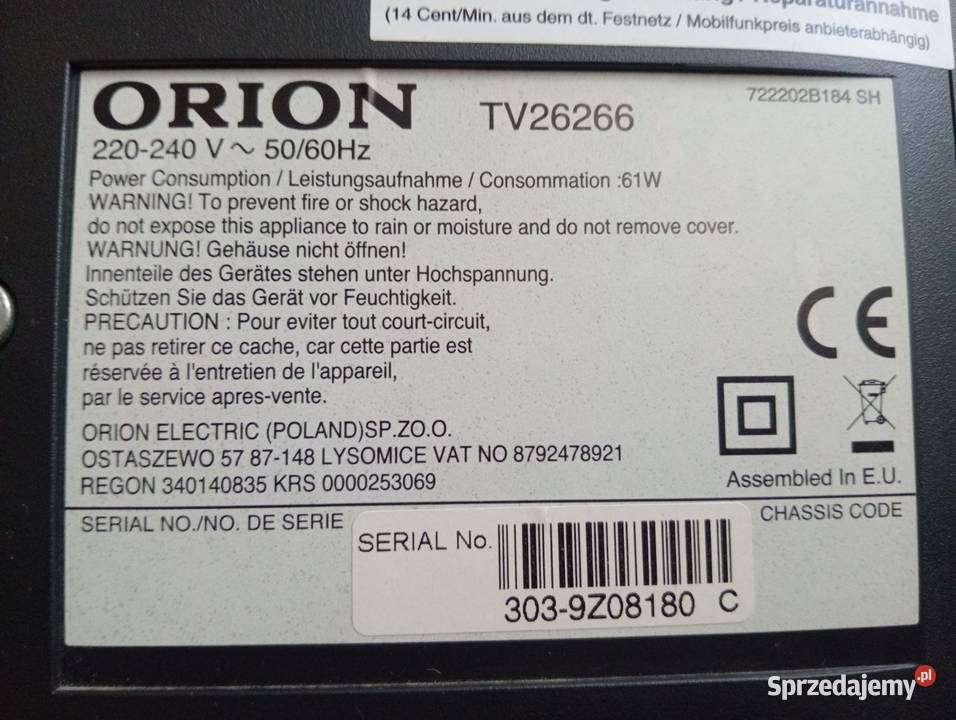 Reparaturannahme
(14 Cent/Min. aus dem dt. Festnetz / Mobilfunkpreis anbieterabhängig)
ORION TV26266 722202B184 SH
220-240 V ~ 50/60Hz
Power Consumption / Leistungsaufnahme / Consommation :61W
WARNING! To prevent fire or shock hazard,
do not expose this appliance to rain or moisture and do not remove cover.
WARNUNG! Gehäuse nicht öffnen!
Innenteile des Gerätes stehen unter Hochspannung.
Schützen Sie das Gerät vor Feuchtigkeit.
PRECAUTION : Pour eviter tout court-circuit,
ne pas retirer ce cache, car cette partie est
réservée à l'entretien de l'appareil,
par le service apres-vente.
CE
ORION ELECTRIC (POLAND)SP.ZO.O.
OSTASZEWO 57 87-148 LYSOMICE VAT NO 8792478921
REGON 340140835 KRS 0000253069
Assembled In E.U.
SERIAL NO./NO. DE SERIE
CHASSIS CODE
SERIAL No.
303-9Z08180 C
Sprzedajemy.pl